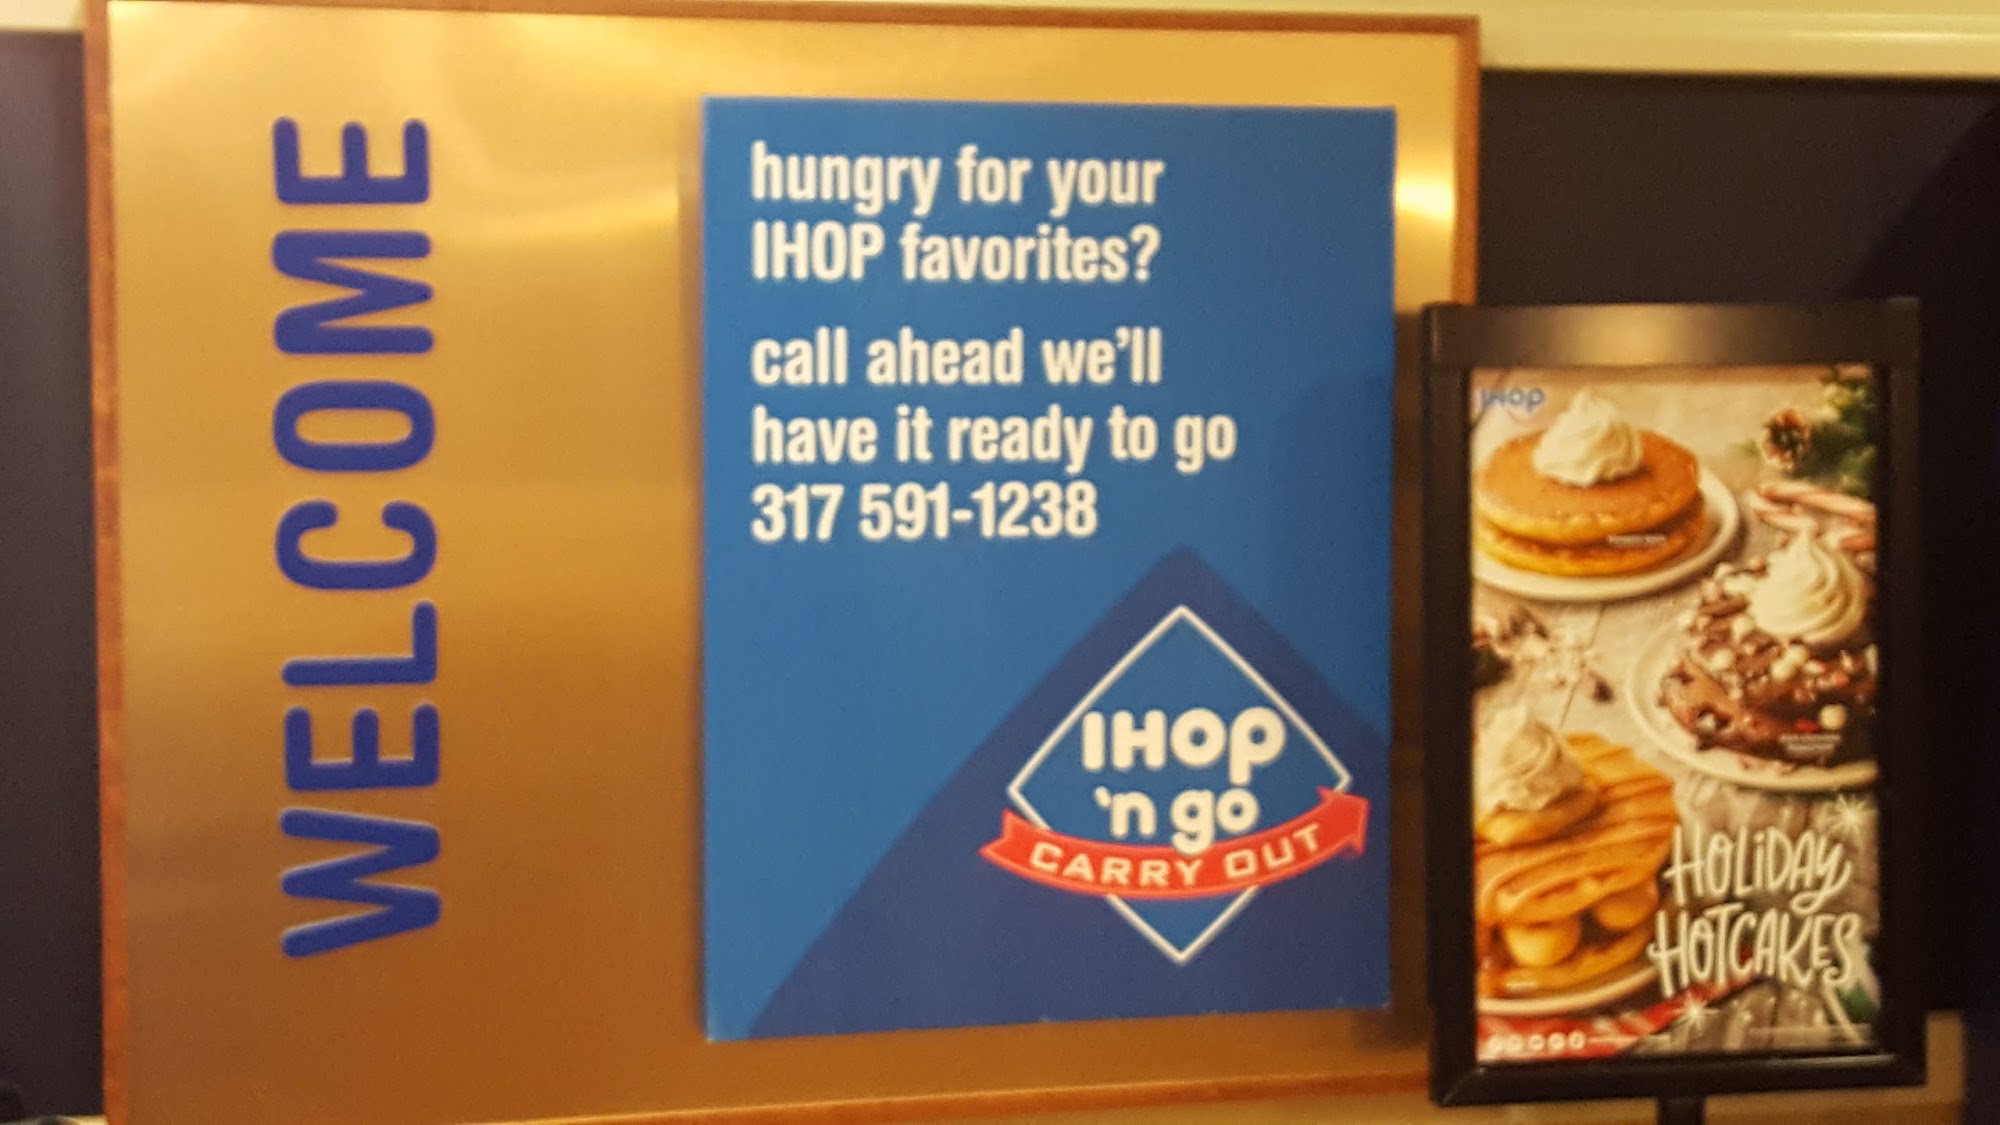 WELCOME
hungry for your
IHOP favorites?
call ahead we'll
have it ready to go
317 591-1238
IHOP
'n go
CARRY OUT
IHOP
HOLIDAY
HOTCAKES